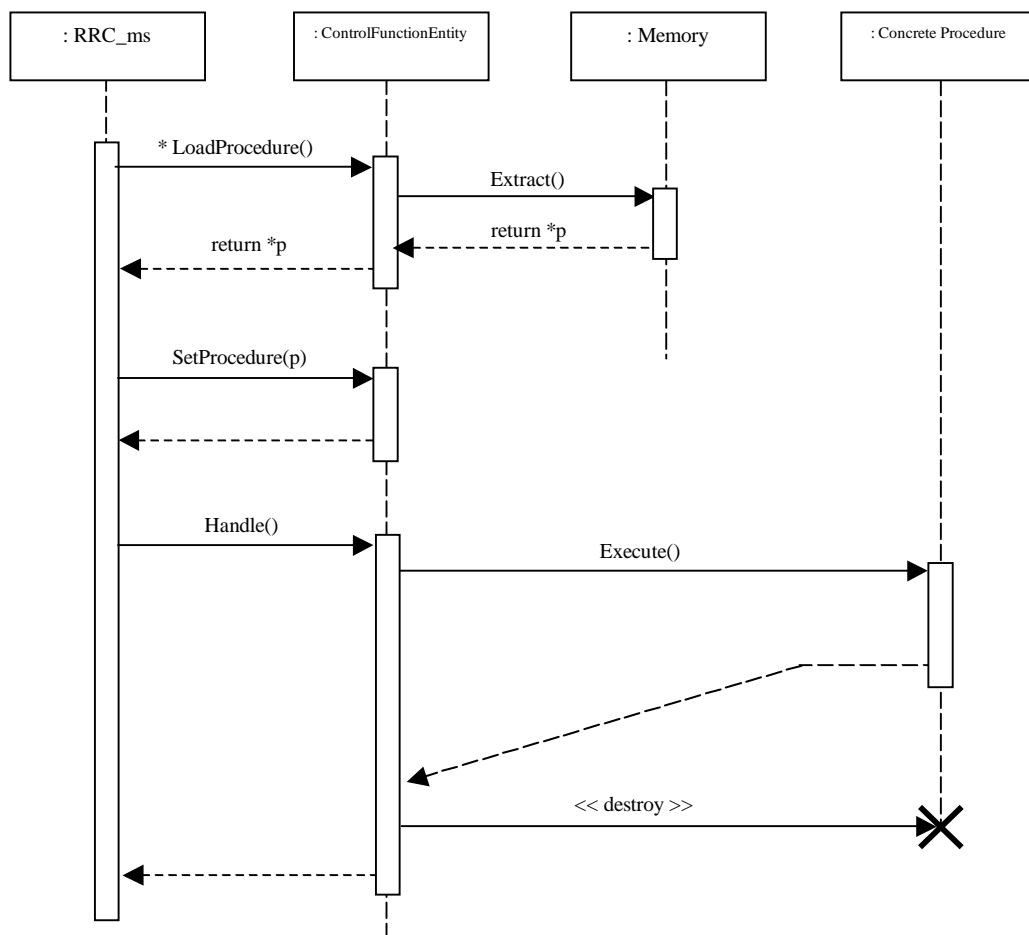 : RRC_ms
: ControlFunctionEntity
: Memory
: Concrete Procedure
* LoadProcedure()
Extract()
return *p
return *p
SetProcedure(p)
Handle()
Execute()
<< destroy >>